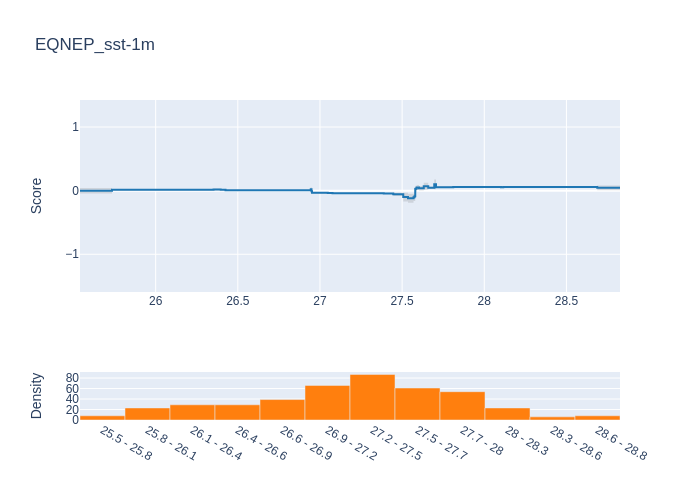 EQNEP_sst-1m
1
0
−1
Score
26
26.5
27
27.5
28
28.5
80
60
40
20
0
Density
25.5 - 25.8
25.8 - 26.1
26.1 - 26.4
26.4 - 26.6
26.6 - 26.9
26.9 - 27.2
27.2 - 27.5
27.5 - 27.7
27.7 - 28
28 - 28.3
28.3 - 28.6
28.6 - 28.8